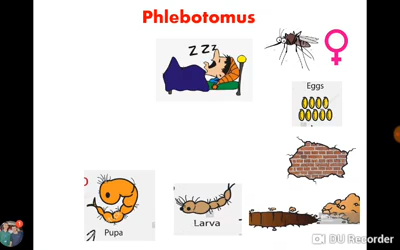 Phlebotomus
Z Z Z
Eggs
Larva
Pupa
DU Recorder